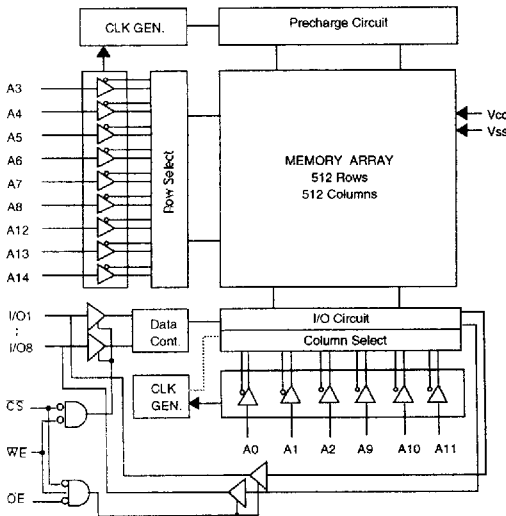 CLK GEN.
Precharge Circuit
A3
A4
A5
A6
A7
A8
A12
A13
A14
Row Select
MEMORY ARRAY
512 Rows
512 Columns
Vcc
Vss
I/O1
:
I/O8
Data
Cont.
I/O Circuit
Column Select
CLK
GEN.
A0
A1
A2
A9
A10
A11
CS
WE
OE